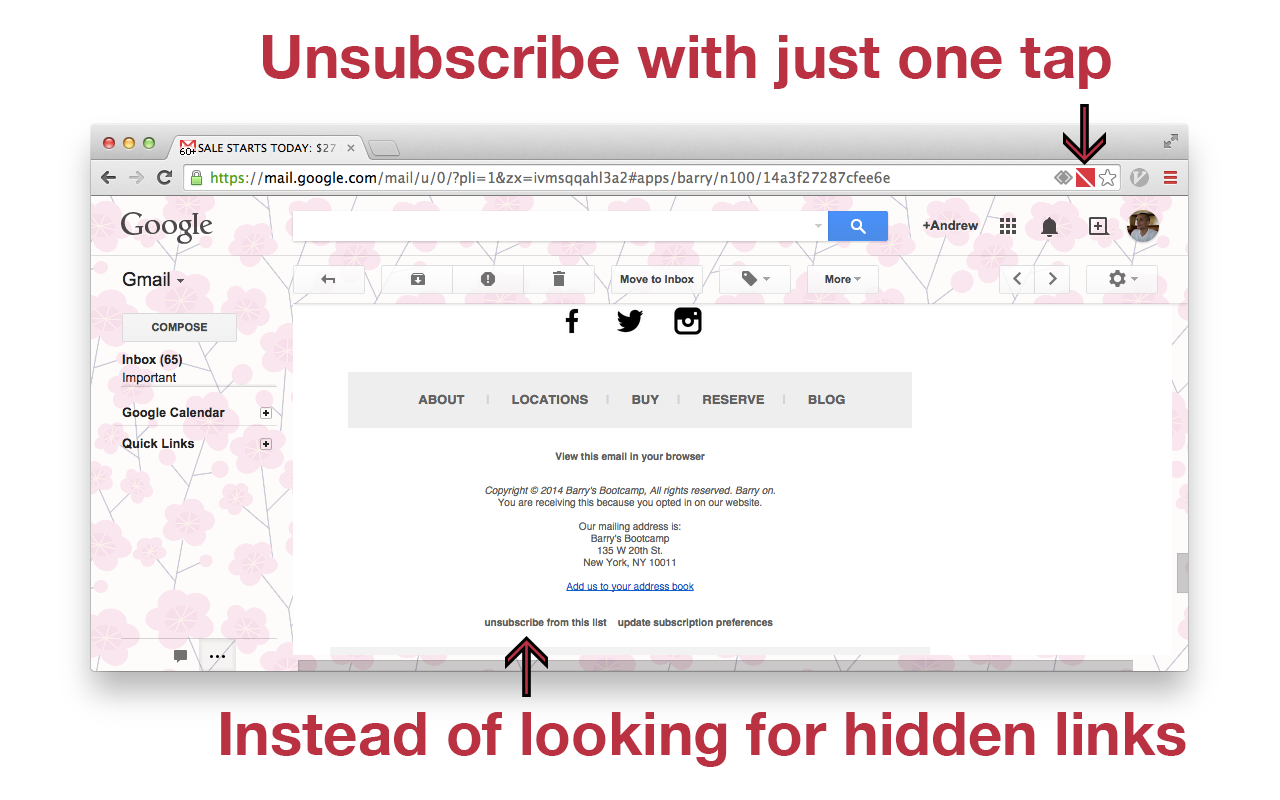 Unsubscribe with just one tap
60+ SALE STARTS TODAY: $27
https://mail.google.com/mail/u/0/?pli=1&zx=ivmsqqahl3a2#apps/barry/n100/14a3f27287cfee6e
Google
+Andrew
Gmail
Move to Inbox
More
COMPOSE
Inbox (65)
Important
Google Calendar
Quick Links
ABOUT | LOCATIONS | BUY | RESERVE | BLOG
View this email in your browser
Copyright © 2014 Barry's Bootcamp, All rights reserved. Barry on.
You are receiving this because you opted in on our website.
Our mailing address is:
Barry's Bootcamp
135 W 20th St.
New York, NY 10011
Add us to your address book
unsubscribe from this list update subscription preferences
Instead of looking for hidden links